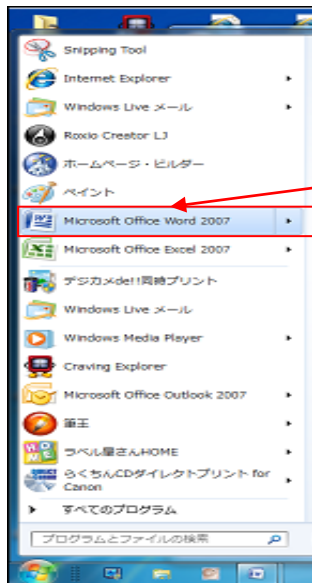 Snipping Tool
Internet Explorer
Windows Live メール
Roxio Creator LJ
ホームページ・ビルダー
ペイント
Microsoft Office Word 2007
Microsoft Office Excel 2007
デジカメde!!同時プリント
Windows Live メール
Windows Media Player
Craving Explorer
Microsoft Office Outlook 2007
筆王
ラベル屋さんHOME
らくちんCDダイレクトプリント for
Canon
すべてのプログラム
プログラムとファイルの検索